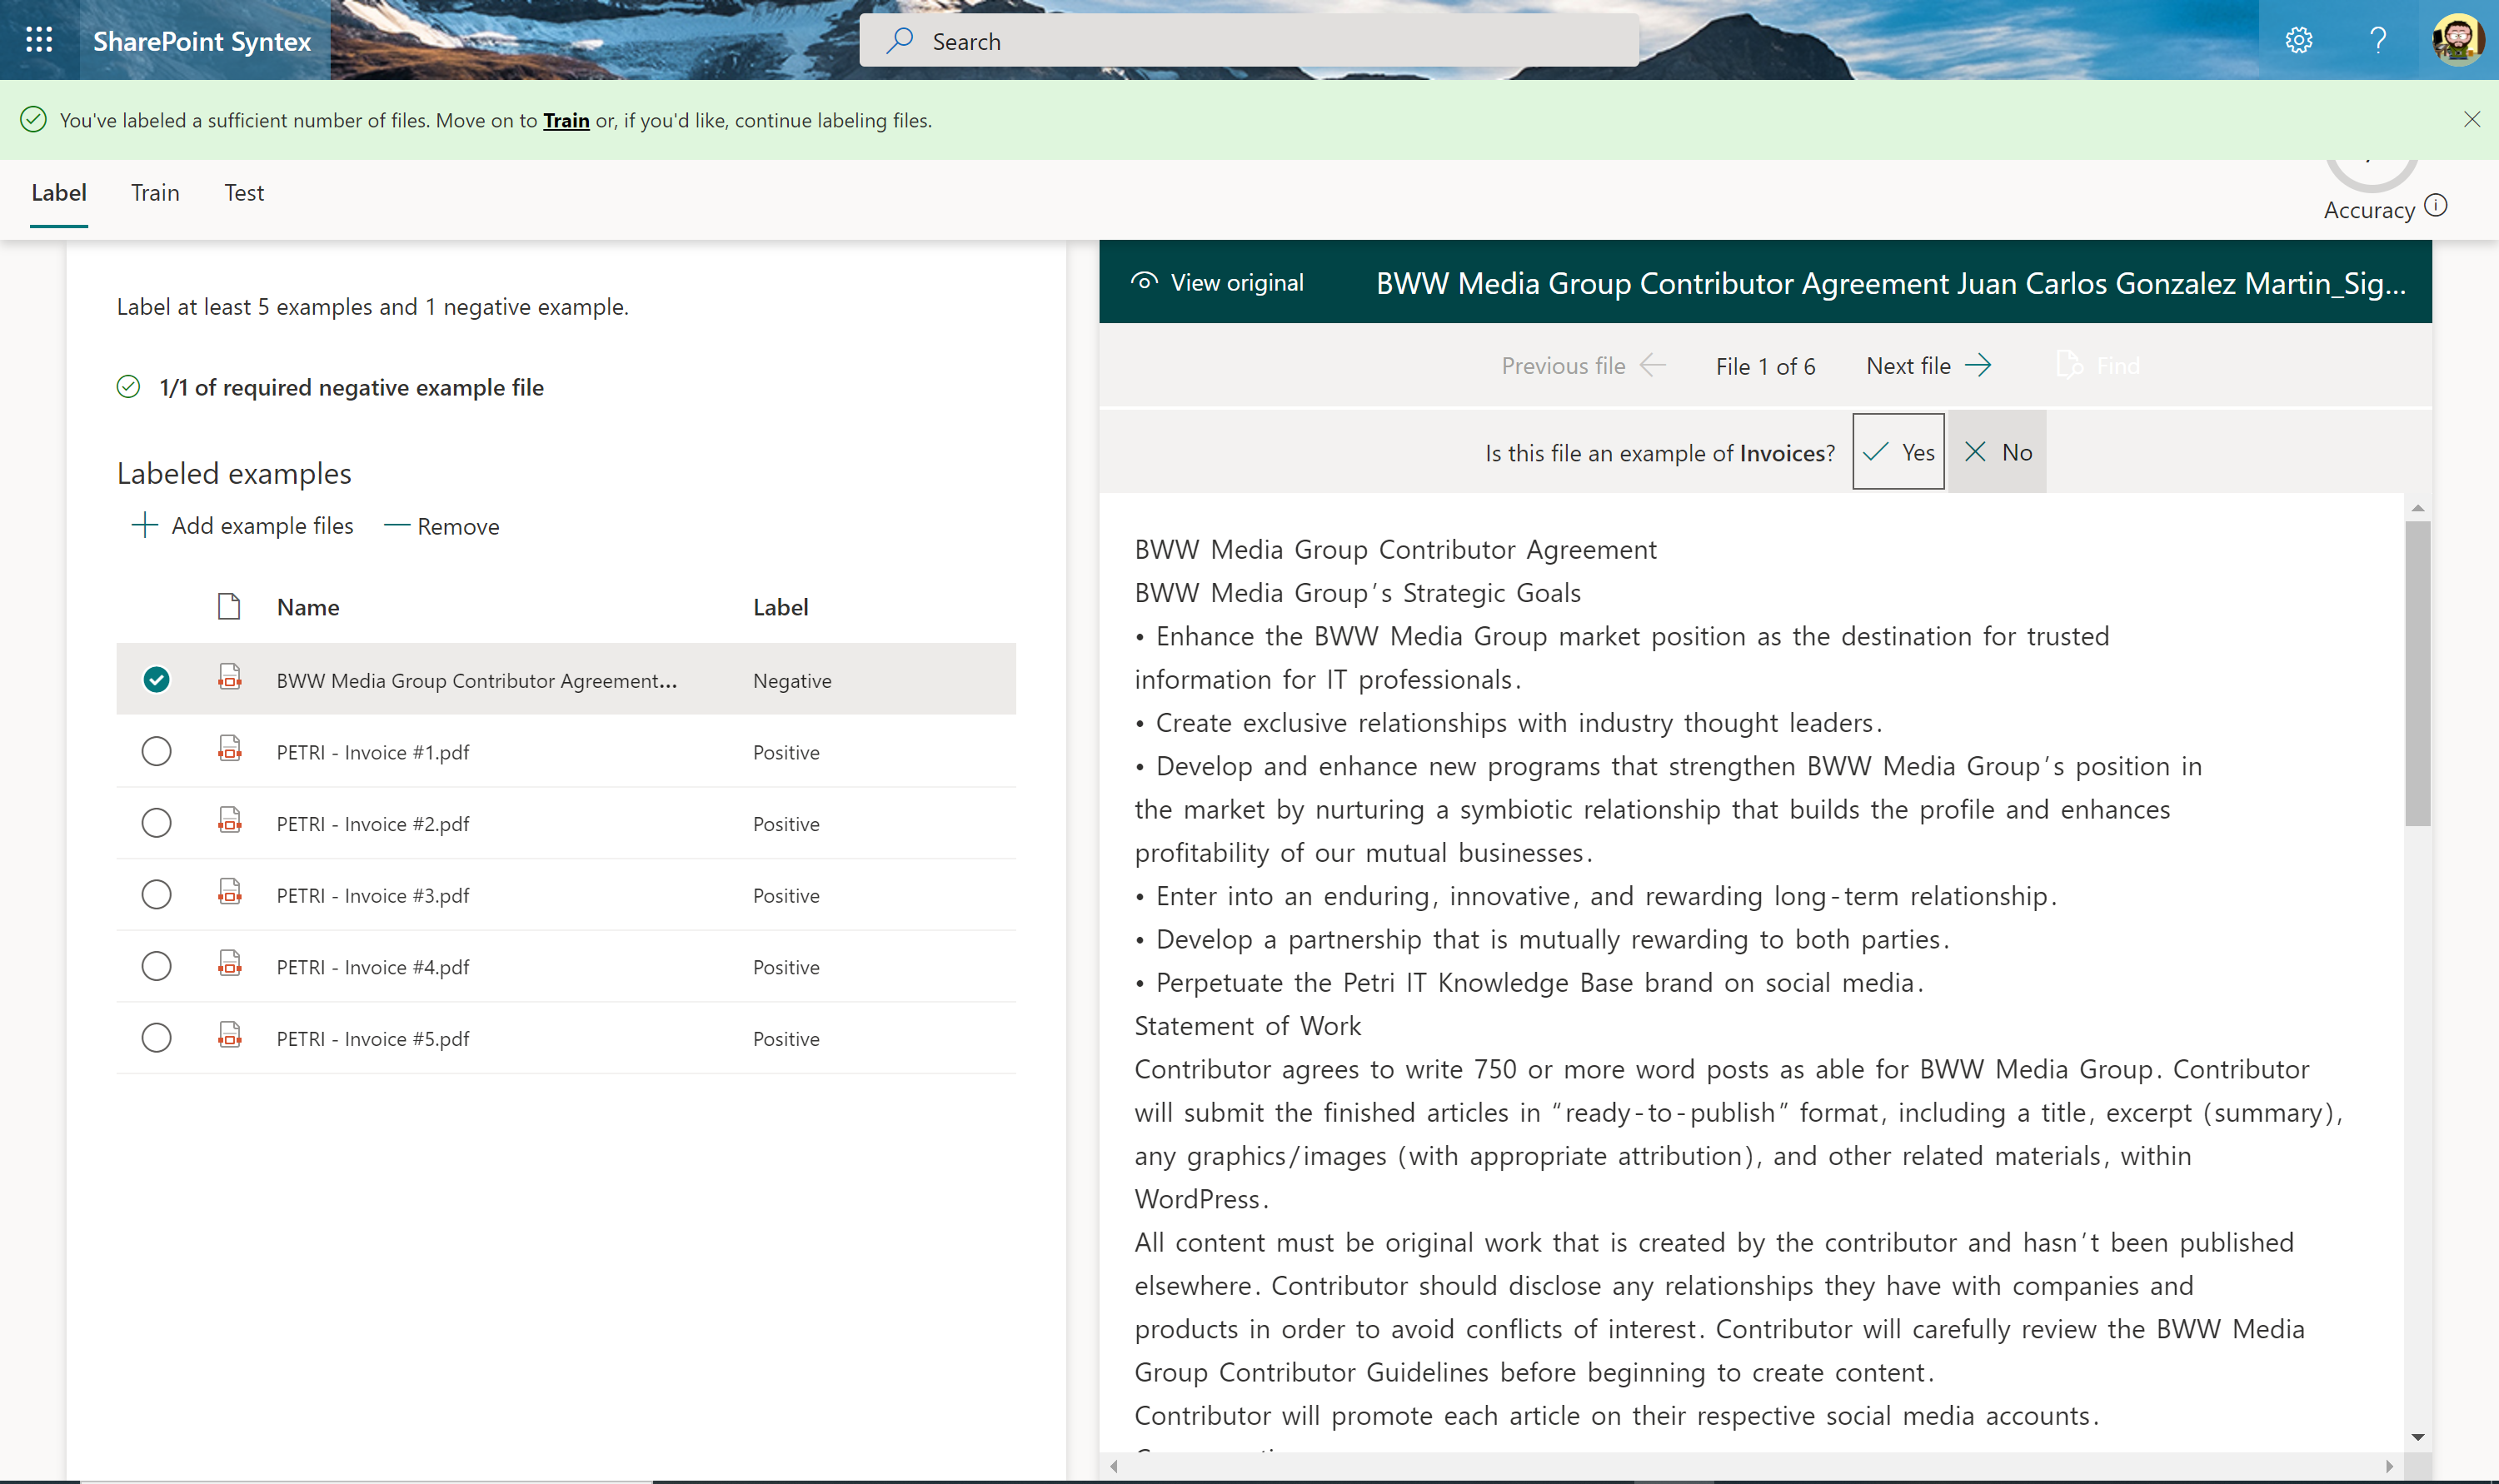 SharePoint Syntex
Search
You've labeled a sufficient number of files. Move on to Train or, if you'd like, continue labeling files.
Label
Train
Test
Accuracy
Label at least 5 examples and 1 negative example.
1/1 of required negative example file
Labeled examples
Add example files
Remove
Name Label
BWW Media Group Contributor Agreement... Negative
PETRI - Invoice #1.pdf Positive
PETRI - Invoice #2.pdf Positive
PETRI - Invoice #3.pdf Positive
PETRI - Invoice #4.pdf Positive
PETRI - Invoice #5.pdf Positive
View original
BWW Media Group Contributor Agreement Juan Carlos Gonzalez Martin_Sig...
Previous file
File 1 of 6
Next file
Find
Is this file an example of Invoices?
Yes
No
BWW Media Group Contributor Agreement
BWW Media Group's Strategic Goals
• Enhance the BWW Media Group market position as the destination for trusted
information for IT professionals.
• Create exclusive relationships with industry thought leaders.
• Develop and enhance new programs that strengthen BWW Media Group's position in
the market by nurturing a symbiotic relationship that builds the profile and enhances
profitability of our mutual businesses.
• Enter into an enduring, innovative, and rewarding long-term relationship.
• Develop a partnership that is mutually rewarding to both parties.
• Perpetuate the Petri IT Knowledge Base brand on social media.
Statement of Work
Contributor agrees to write 750 or more word posts as able for BWW Media Group. Contributor
will submit the finished articles in “ready-to-publish” format, including a title, excerpt (summary),
any graphics/images (with appropriate attribution), and other related materials, within
WordPress.
All content must be original work that is created by the contributor and hasn't been published
elsewhere. Contributor should disclose any relationships they have with companies and
products in order to avoid conflicts of interest. Contributor will carefully review the BWW Media
Group Contributor Guidelines before beginning to create content.
Contributor will promote each article on their respective social media accounts.